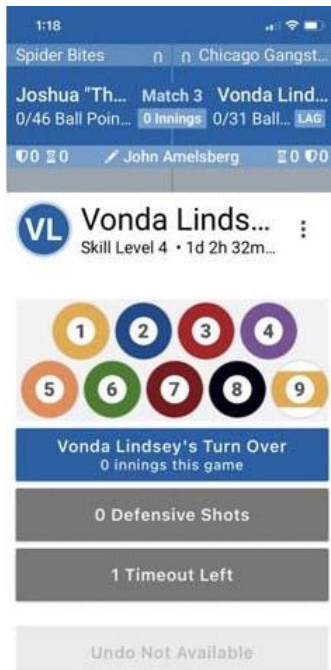 1:18
Spider Bites
Chicago Gangst...
Joshua "Th... Match 3 Vonda Lind...
0/46 Ball Poin... 0 Innings 0/31 Ball... LAG
0 0 John Amelsberg 0 0
VL Vonda Linds...
Skill Level 4 • 1d 2h 32m...
1 2 3 4
5 6 7 8 9
Vonda Lindsey's Turn Over
0 innings this game
0 Defensive Shots
1 Timeout Left
Undo Not Available